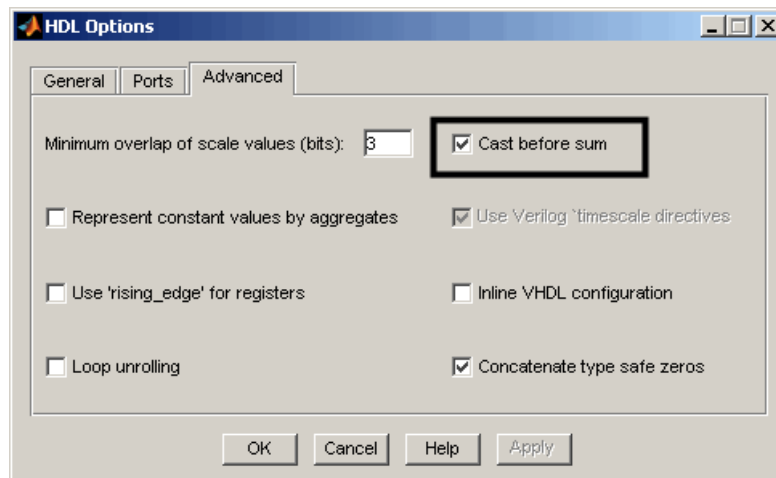 HDL Options
General Ports Advanced
Minimum overlap of scale values (bits): 3 Cast before sum
Represent constant values by aggregates Use Verilog `timescale directives
Use 'rising_edge' for registers Inline VHDL configuration
Loop unrolling Concatenate type safe zeros
OK Cancel Help Apply